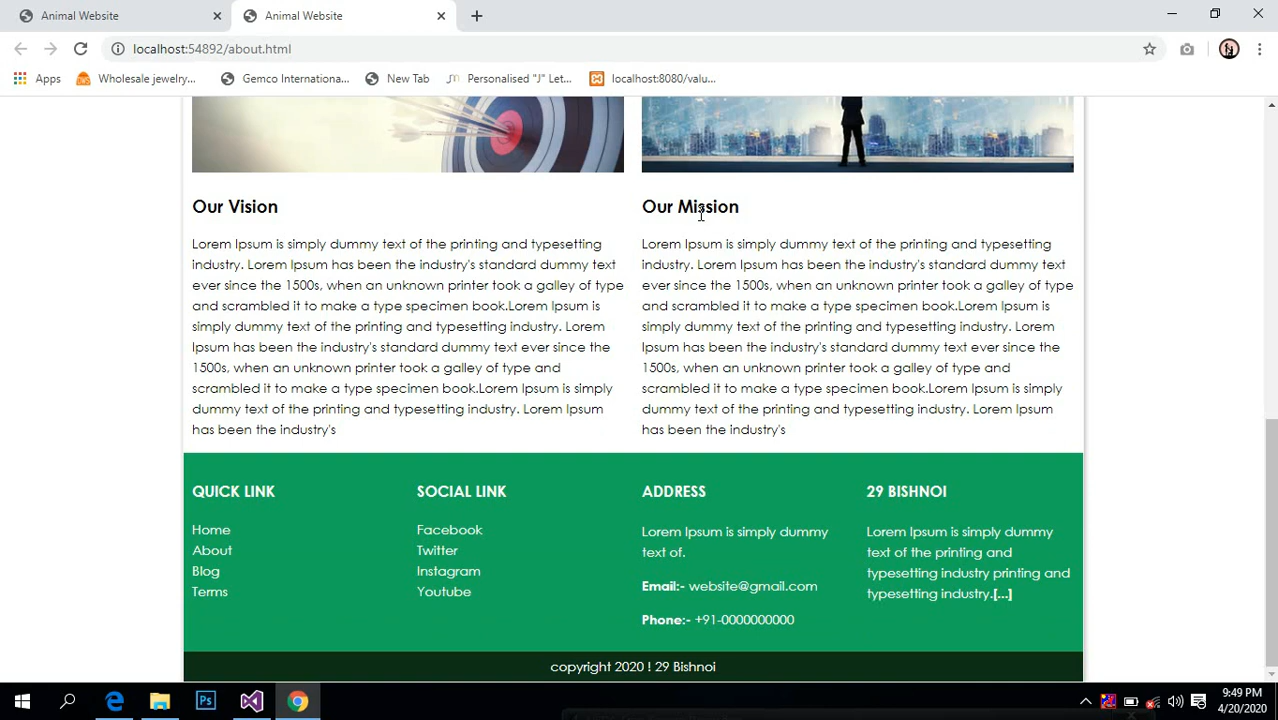 Animal Website
Animal Website
localhost:54892/about.html
Apps
Wholesale jewelry...
Gemco Internationa...
New Tab
Personalised "J" Let...
localhost:8080/valu...
Our Vision
Lorem Ipsum is simply dummy text of the printing and typesetting
industry. Lorem Ipsum has been the industry's standard dummy text
ever since the 1500s, when an unknown printer took a galley of type
and scrambled it to make a type specimen book.Lorem Ipsum is
simply dummy text of the printing and typesetting industry. Lorem
Ipsum has been the industry's standard dummy text ever since the
1500s, when an unknown printer took a galley of type and
scrambled it to make a type specimen book.Lorem Ipsum is simply
dummy text of the printing and typesetting industry. Lorem Ipsum
has been the industry's
Our Mission
Lorem Ipsum is simply dummy text of the printing and typesetting
industry. Lorem Ipsum has been the industry's standard dummy text
ever since the 1500s, when an unknown printer took a galley of type
and scrambled it to make a type specimen book.Lorem Ipsum is
simply dummy text of the printing and typesetting industry. Lorem
Ipsum has been the industry's standard dummy text ever since the
1500s, when an unknown printer took a galley of type and
scrambled it to make a type specimen book.Lorem Ipsum is simply
dummy text of the printing and typesetting industry. Lorem Ipsum
has been the industry's
QUICK LINK
Home
About
Blog
Terms
SOCIAL LINK
Facebook
Twitter
Instagram
Youtube
ADDRESS
Lorem Ipsum is simply dummy
text of.
Email:- website@gmail.com
Phone:- +91-0000000000
29 BISHNOI
Lorem Ipsum is simply dummy
text of the printing and
typesetting industry printing and
typesetting industry.[...]
copyright 2020 ! 29 Bishnoi
Ps
9:49 PM
4/20/2020